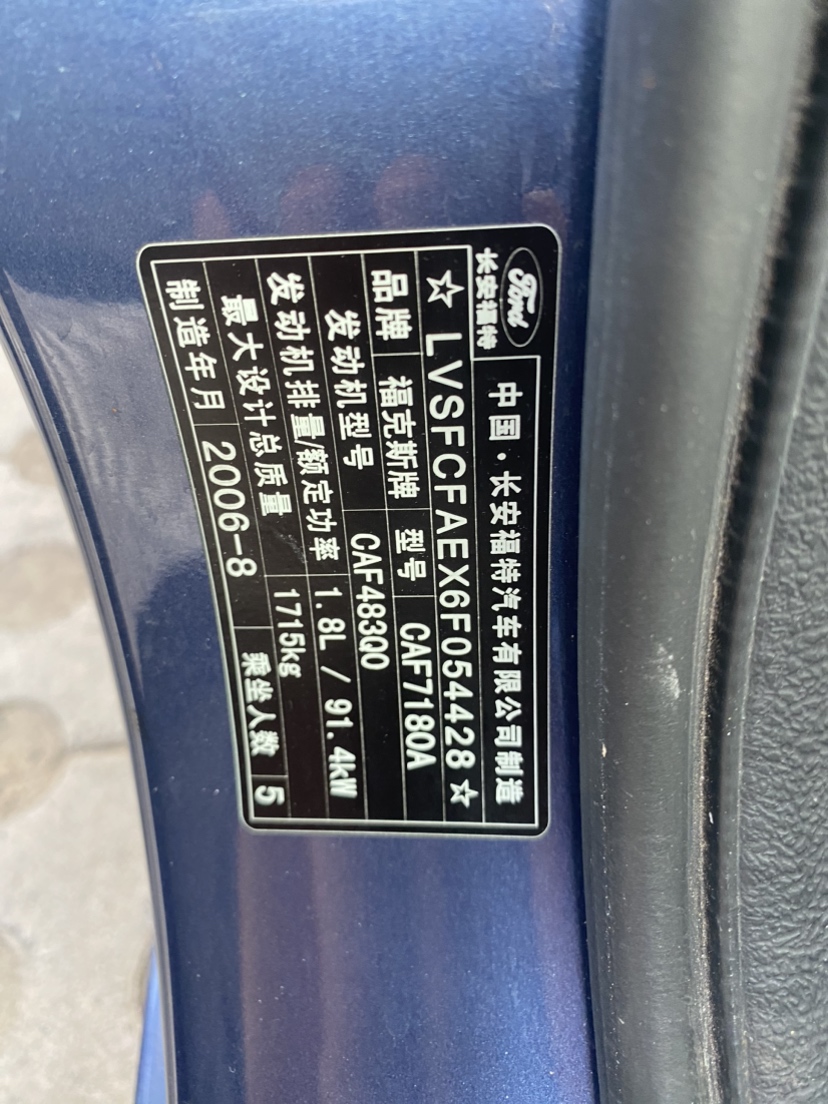 Ford
长安福特
中国·长安福特汽车有限公司制造
☆LVSFCFAEX6F054428☆
品牌 福克斯牌 型号 CAF7180A
发动机型号 CAF483Q0
发动机排量/额定功率 1.8L / 91.4kW
最大设计总质量 1715kg
制造年月 2006-8 乘坐人数 5